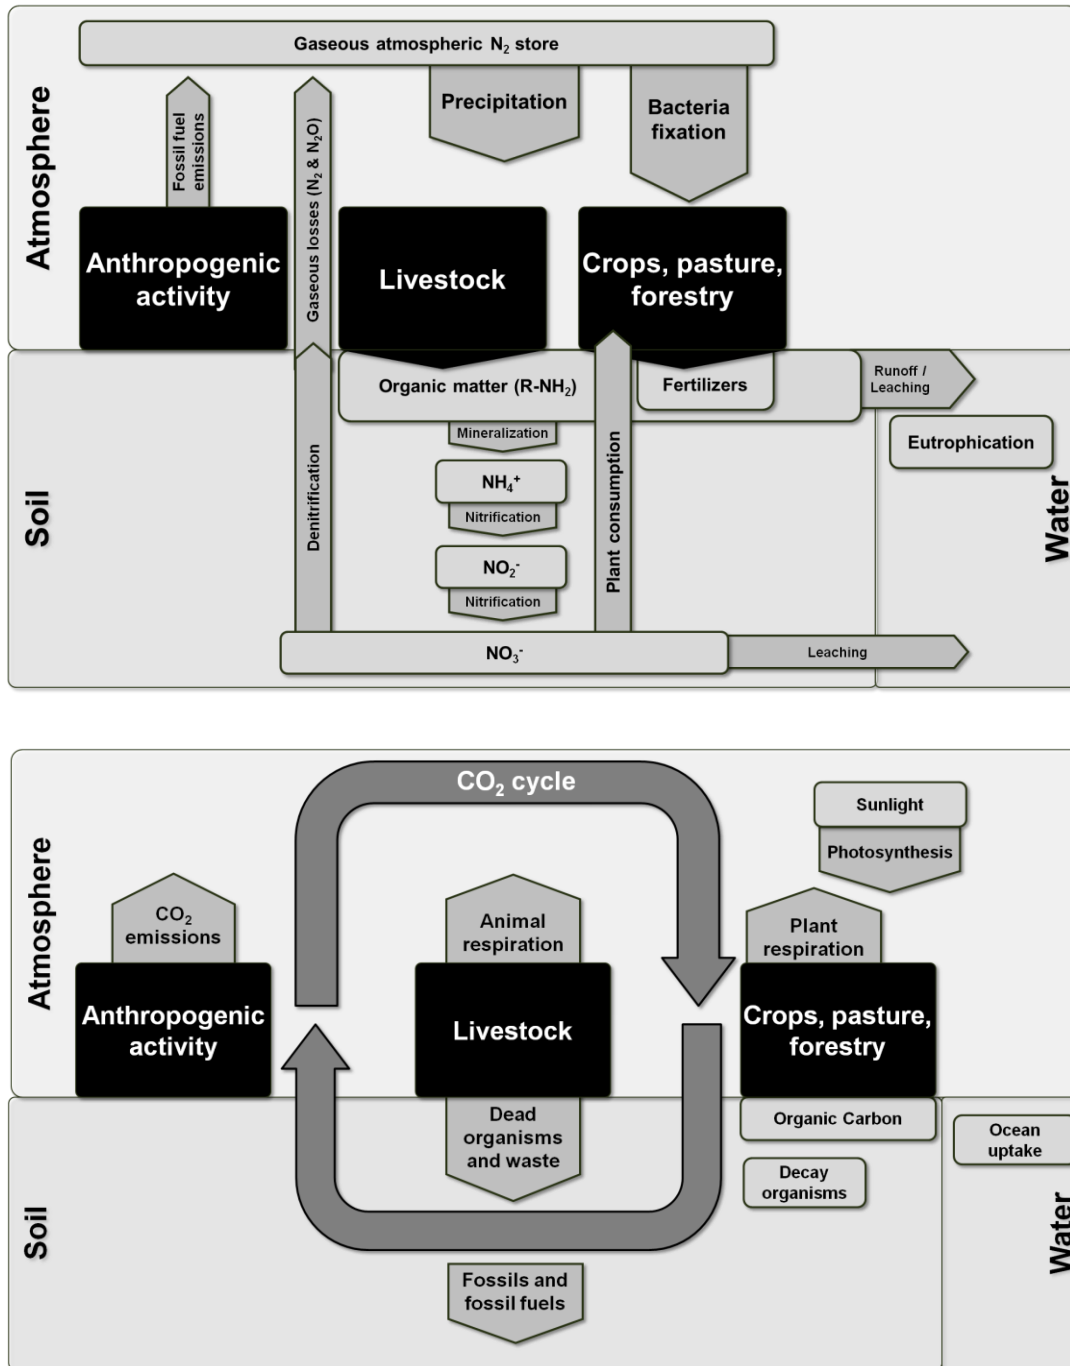 Gaseous atmospheric N₂ store
Precipitation
Bacteria
fixation
Fossil fuel
emissions
Gaseous losses (N₂ & N₂O)
Atmosphere
Anthropogenic
activity
Livestock
Crops, pasture,
forestry
Organic matter (R-NH₂)
Fertilizers
Runoff /
Leaching
Mineralization
Eutrophication
NH₄⁺
Nitrification
Denitrification
Plant consumption
Soil
Water
NO₂⁻
Nitrification
NO₃⁻
Leaching
CO₂ cycle
Sunlight
Photosynthesis
Atmosphere
CO₂
emissions
Animal
respiration
Plant
respiration
Anthropogenic
activity
Livestock
Crops, pasture,
forestry
Dead
organisms
and waste
Organic Carbon
Ocean
uptake
Decay
organisms
Soil
Water
Fossils and
fossil fuels